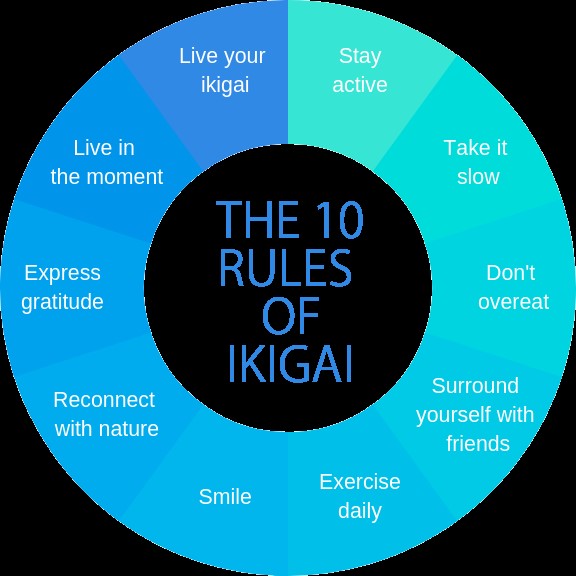 THE 10
RULES
OF
IKIGAI
Stay
active
Take it
slow
Don't
overeat
Surround
yourself with
friends
Exercise
daily
Smile
Reconnect
with nature
Express
gratitude
Live in
the moment
Live your
ikigai